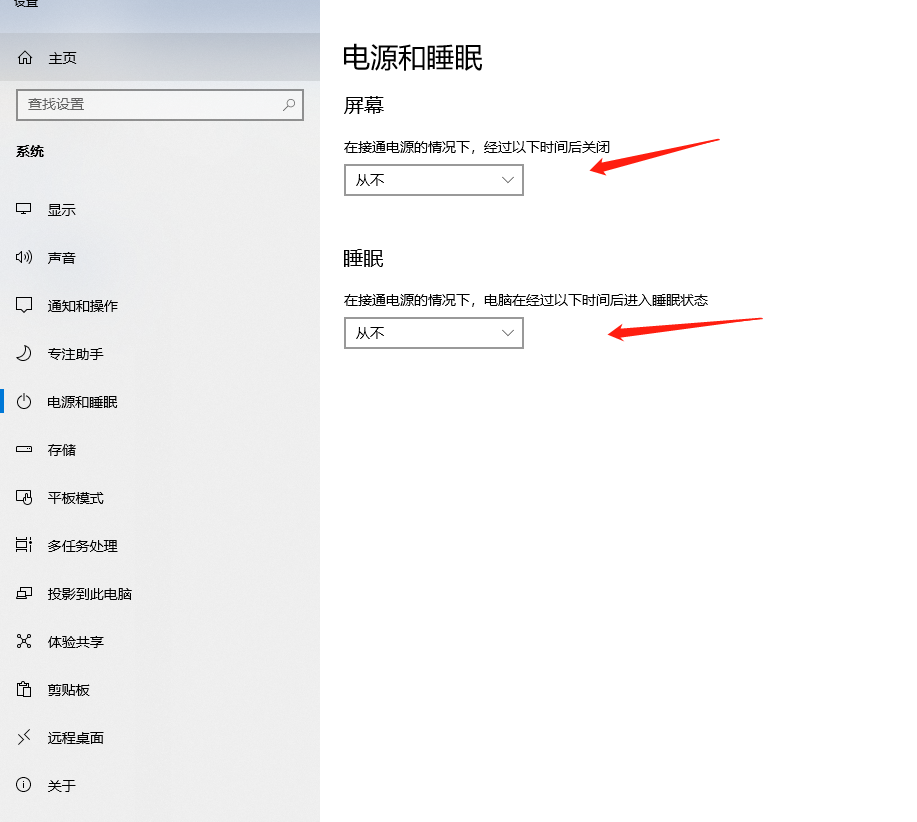 设置
主页
查找设置
系统
显示
声音
通知和操作
专注助手
电源和睡眠
存储
平板模式
多任务处理
投影到此电脑
体验共享
剪贴板
远程桌面
关于
电源和睡眠
屏幕
在接通电源的情况下，经过以下时间后关闭
从不
睡眠
在接通电源的情况下，电脑在经过以下时间后进入睡眠状态
从不